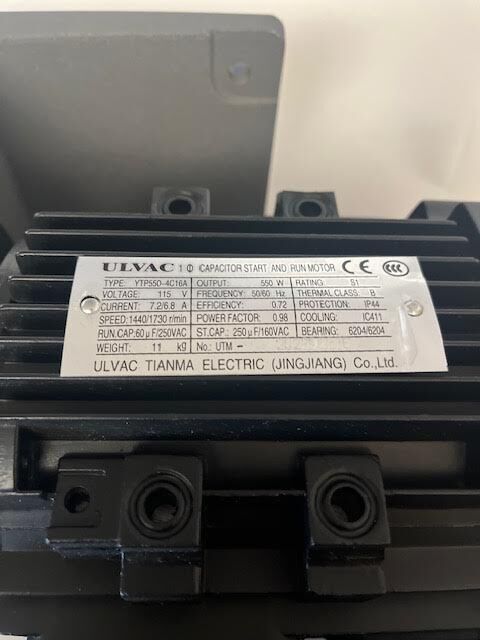 ULVAC 1 Φ CAPACITOR START AND RUN MOTOR CE CCC
TYPE: YTP550-4C16A OUTPUT: 550 W RATING: S1
VOLTAGE: 115 V FREQUENCY: 50/60 Hz THERMAL CLASS: B
CURRENT: 7.2/6.8 A EFFICIENCY: 0.72 PROTECTION: IP44
SPEED: 1440/1730 r/min POWER FACTOR: 0.98 COOLING: IC411
RUN.CAP: 60 μF/250VAC ST.CAP: 250 μF/160VAC BEARING: 6204/6204
WEIGHT: 11 kg No.: UTM -
ULVAC TIANMA ELECTRIC (JINGJIANG) Co.,Ltd.